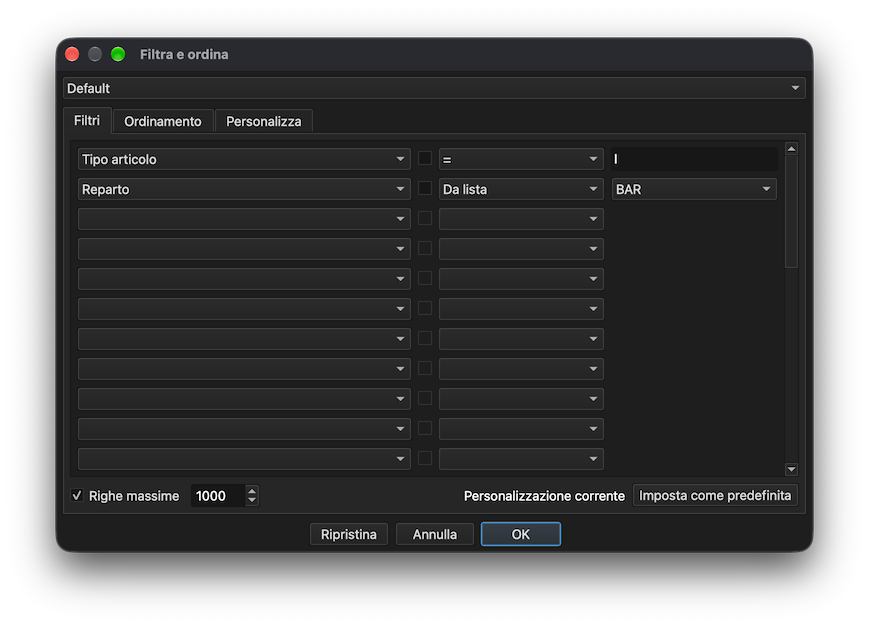 Filtra e ordina
Default
Filtri Ordinamento Personalizza
Tipo articolo = I
Reparto Da lista BAR
Righe massime 1000 Personalizzazione corrente Imposta come predefinita
Ripristina Annulla OK